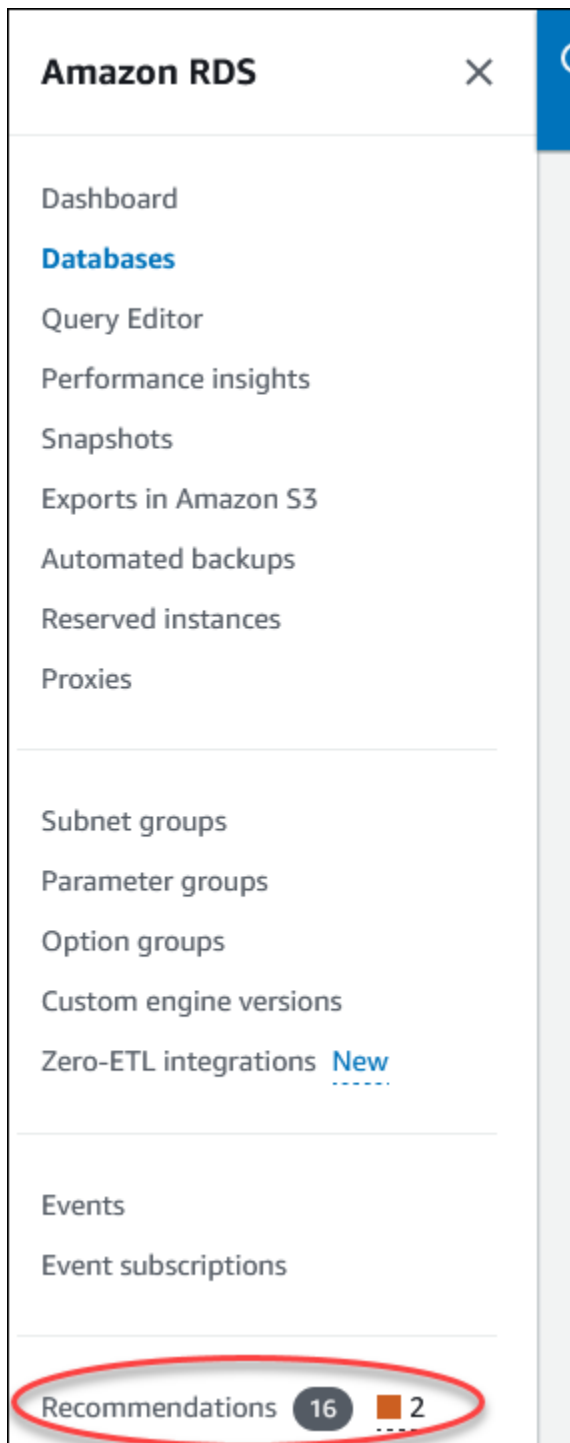 Amazon RDS
Dashboard
Databases
Query Editor
Performance insights
Snapshots
Exports in Amazon S3
Automated backups
Reserved instances
Proxies
Subnet groups
Parameter groups
Option groups
Custom engine versions
Zero-ETL integrations New
Events
Event subscriptions
Recommendations 16 2